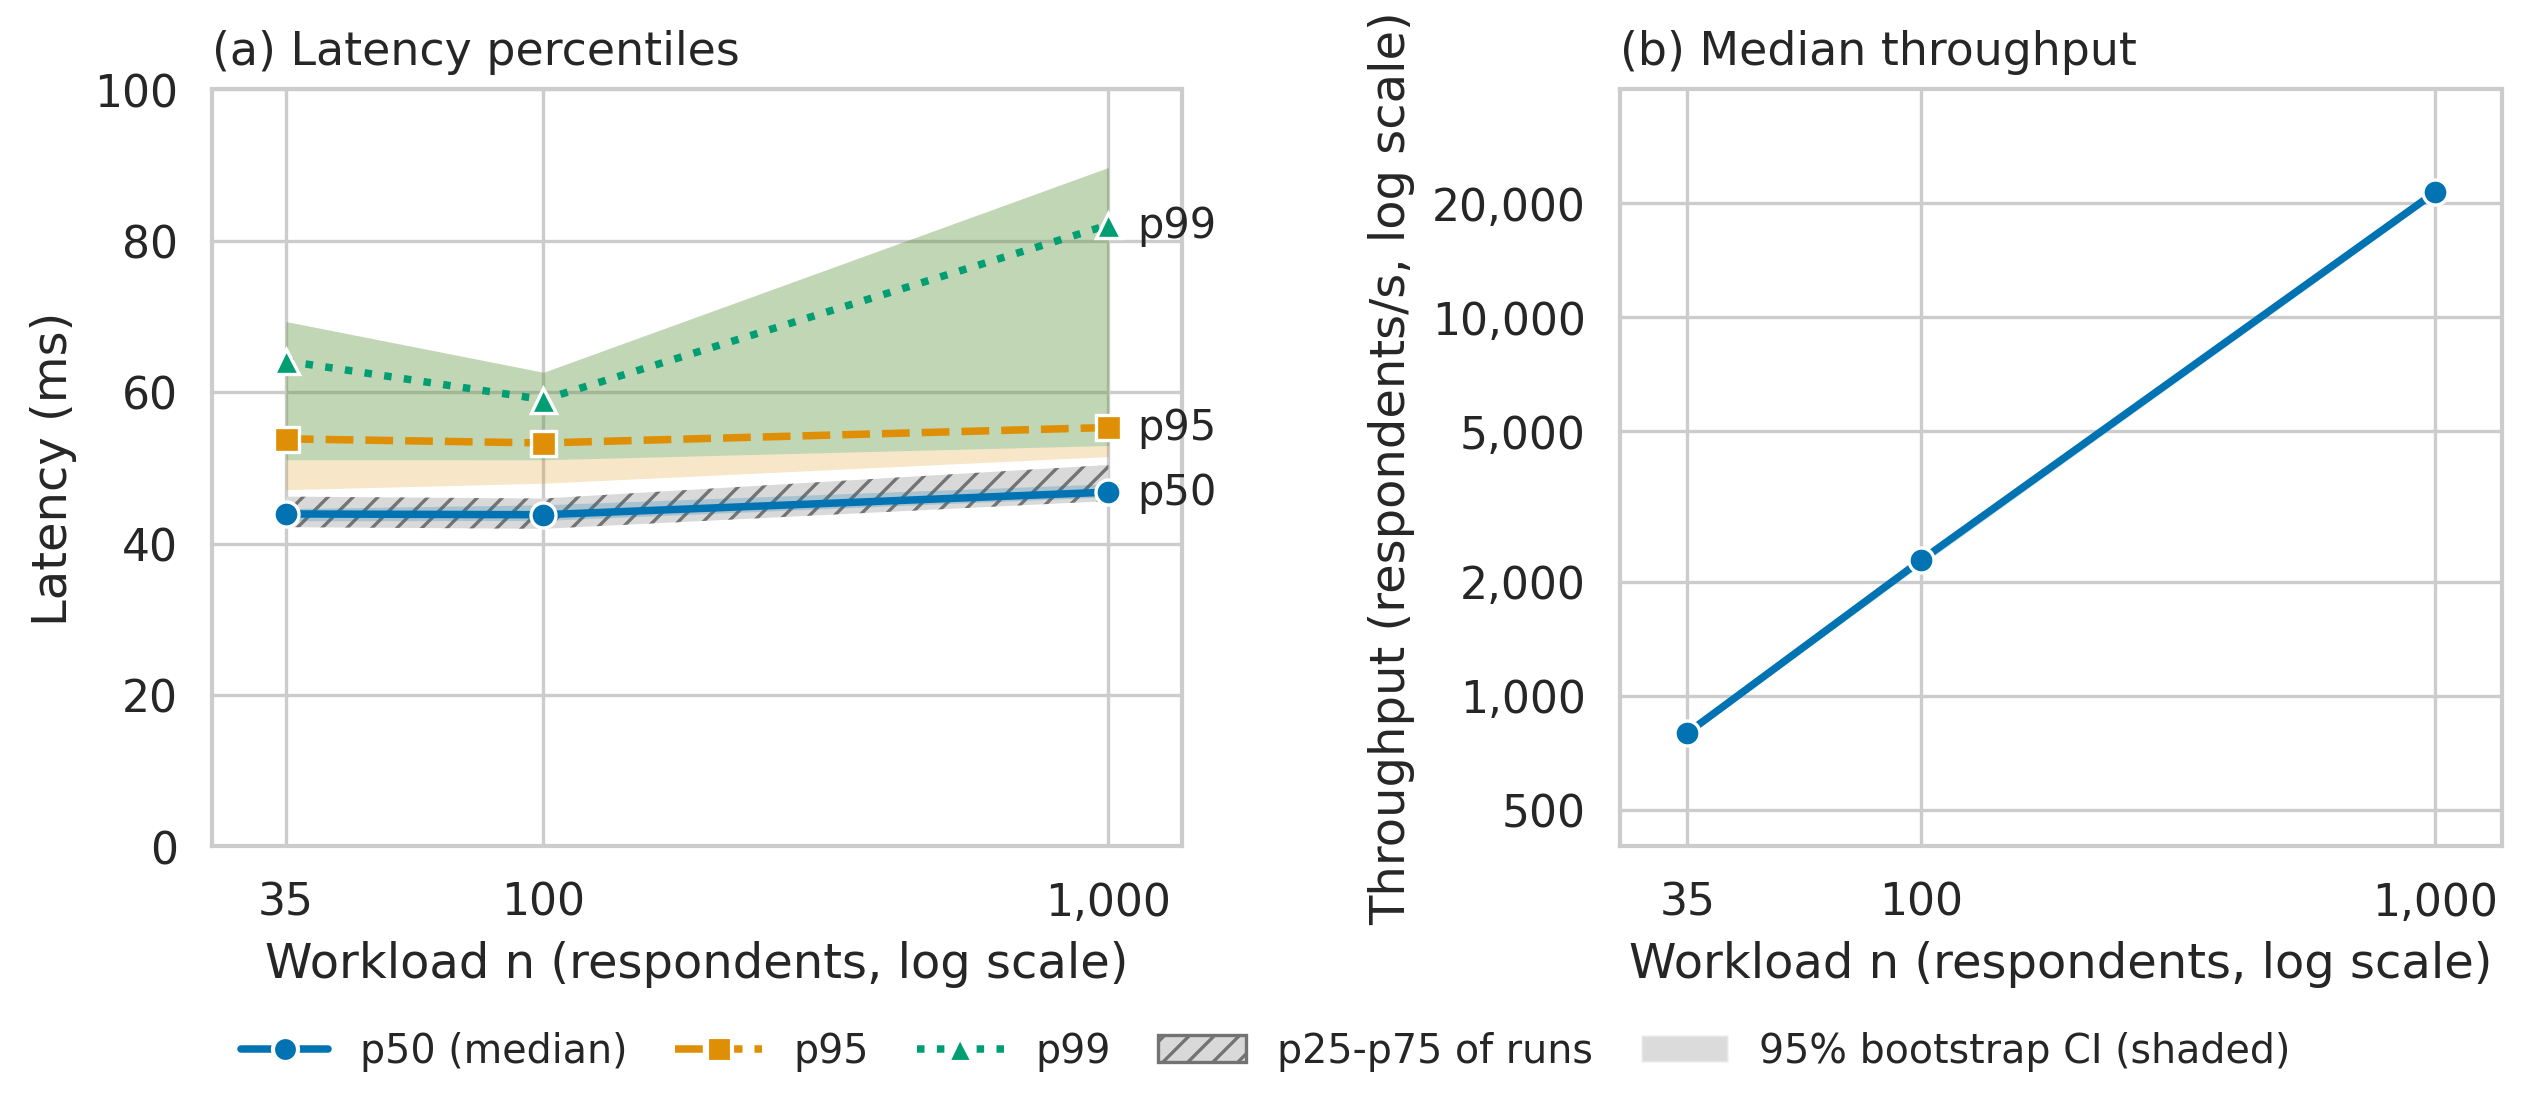 (a) Latency percentiles
100
80
60
40
20
0
Latency (ms)
p99
p95
p50
35
100
1,000
Workload n (respondents, log scale)
(b) Median throughput
20,000
10,000
5,000
2,000
1,000
500
Throughput (respondents/s, log scale)
35
100
1,000
Workload n (respondents, log scale)
p50 (median)
p95
p99
p25-p75 of runs
95% bootstrap CI (shaded)